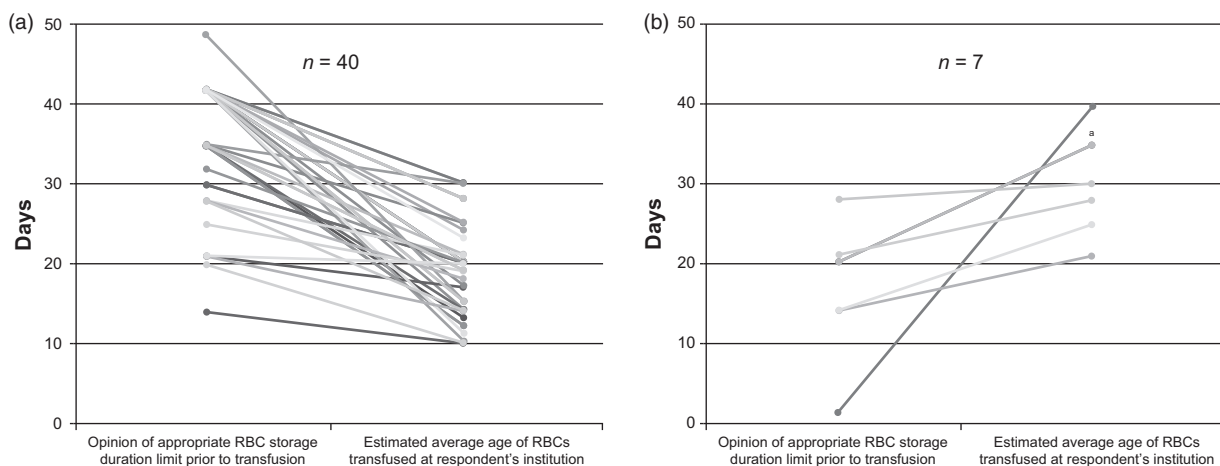 (a)
50
40
30
20
10
0
Days
n = 40
Opinion of appropriate RBC storage
duration limit prior to transfusion
Estimated average age of RBCs
transfused at respondent's institution
(b)
50
40
30
20
10
0
Days
n = 7
a
Opinion of appropriate RBC storage
duration limit prior to transfusion
Estimated average age of RBCs
transfused at respondent's institution